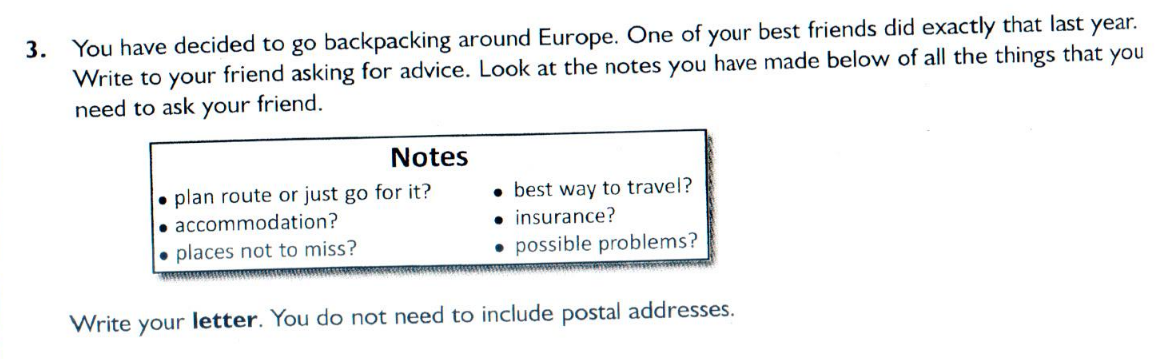 3. You have decided to go backpacking around Europe. One of your best friends did exactly that last year.
Write to your friend asking for advice. Look at the notes you have made below of all the things that you
need to ask your friend.
Notes
• plan route or just go for it?
• accommodation?
• places not to miss?
• best way to travel?
• insurance?
• possible problems?
Write your letter. You do not need to include postal addresses.